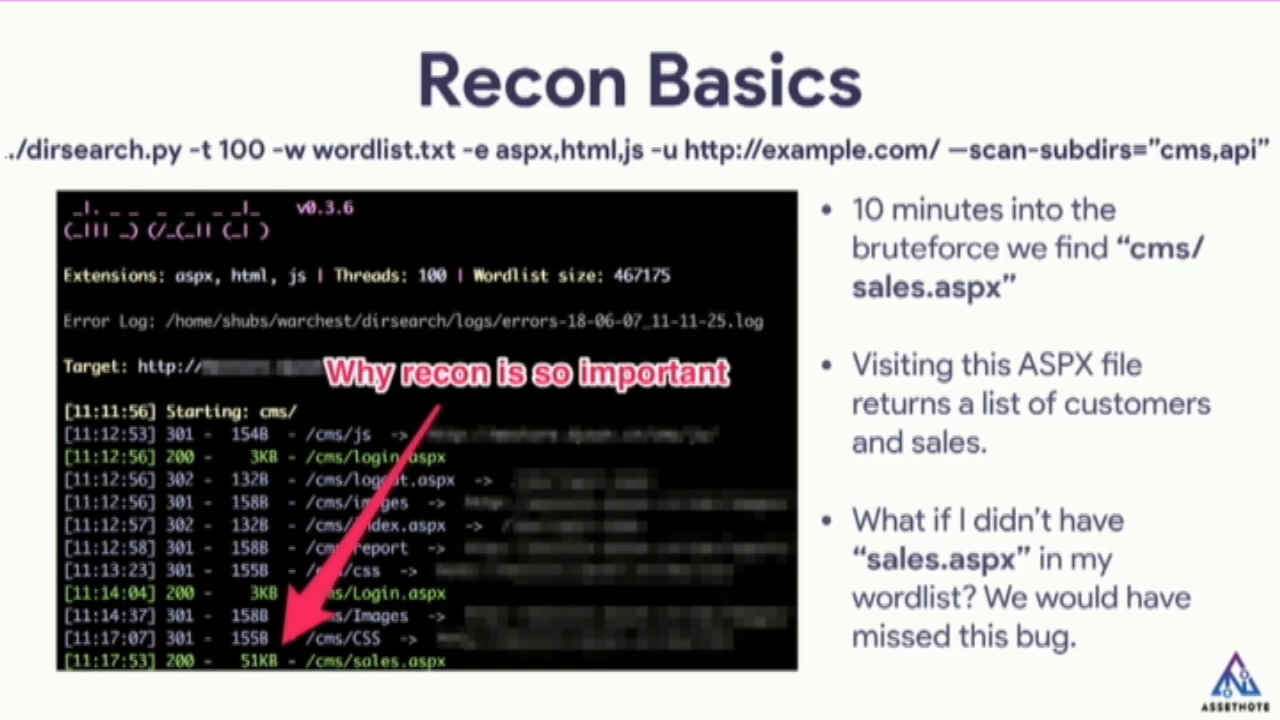 Recon Basics
./dirsearch.py -t 100 -w wordlist.txt -e aspx,html,js -u http://example.com/ —scan-subdirs=”cms,api”
v0.3.6
Extensions: aspx, html, js | Threads: 100 | Wordlist size: 467175
Error Log: /home/shubs/warchest/dirsearch/logs/errors-18-06-07_11-11-25.log
Target: http://
Why recon is so important
[11:11:56] Starting: cms/
[11:12:53] 301 - 154B - /cms/js ->
[11:12:56] 200 - 3KB - /cms/login.aspx
[11:12:56] 302 - 132B - /cms/logout.aspx ->
[11:12:56] 301 - 158B - /cms/images ->
[11:12:57] 302 - 132B - /cms/index.aspx -> /
[11:12:58] 301 - 158B - /cms/report ->
[11:13:23] 301 - 155B - /cms/css ->
[11:14:04] 200 - 3KB - /cms/Login.aspx
[11:14:37] 301 - 158B - /cms/Images ->
[11:17:07] 301 - 155B - /cms/CSS ->
[11:17:53] 200 - 51KB - /cms/sales.aspx
• 10 minutes into the
bruteforce we find “cms/
sales.aspx”
• Visiting this ASPX file
returns a list of customers
and sales.
• What if I didn’t have
“sales.aspx” in my
wordlist? We would have
missed this bug.
ASSETNOTE